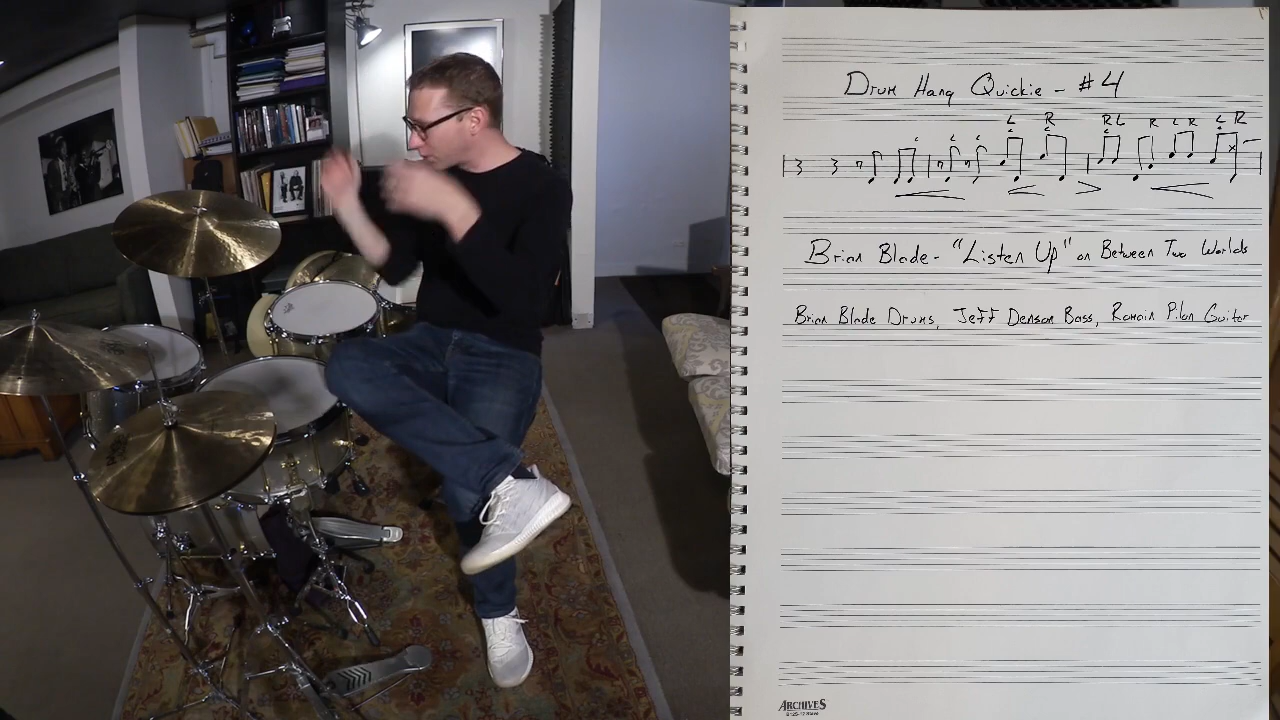 Drum Hang Quickie - #4
L R RL R L R L R
Brian Blade - "Listen Up" on Between Two Worlds
Brian Blade Drums, Jeff Denson Bass, Romain Pilon Guitar
ARCHIVES